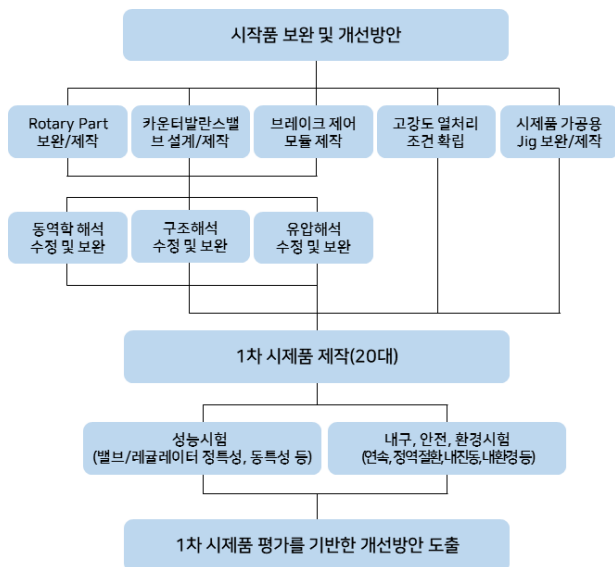 시작품 보완 및 개선방안
Rotary Part
보완/제작
카운터발란스밸
브 설계/제작
브레이크 제어
모듈 제작
고강도 열처리
조건 확립
시제품 가공용
Jig 보완/제작
동역학 해석
수정 및 보완
구조해석
수정 및 보완
유압해석
수정 및 보완
1차 시제품 제작(20대)
성능시험
(밸브/레귤레이터 정특성, 동특성 등)
내구, 안전, 환경시험
(연속,정역질환,내진동,내환경 등)
1차 시제품 평가를 기반한 개선방안 도출